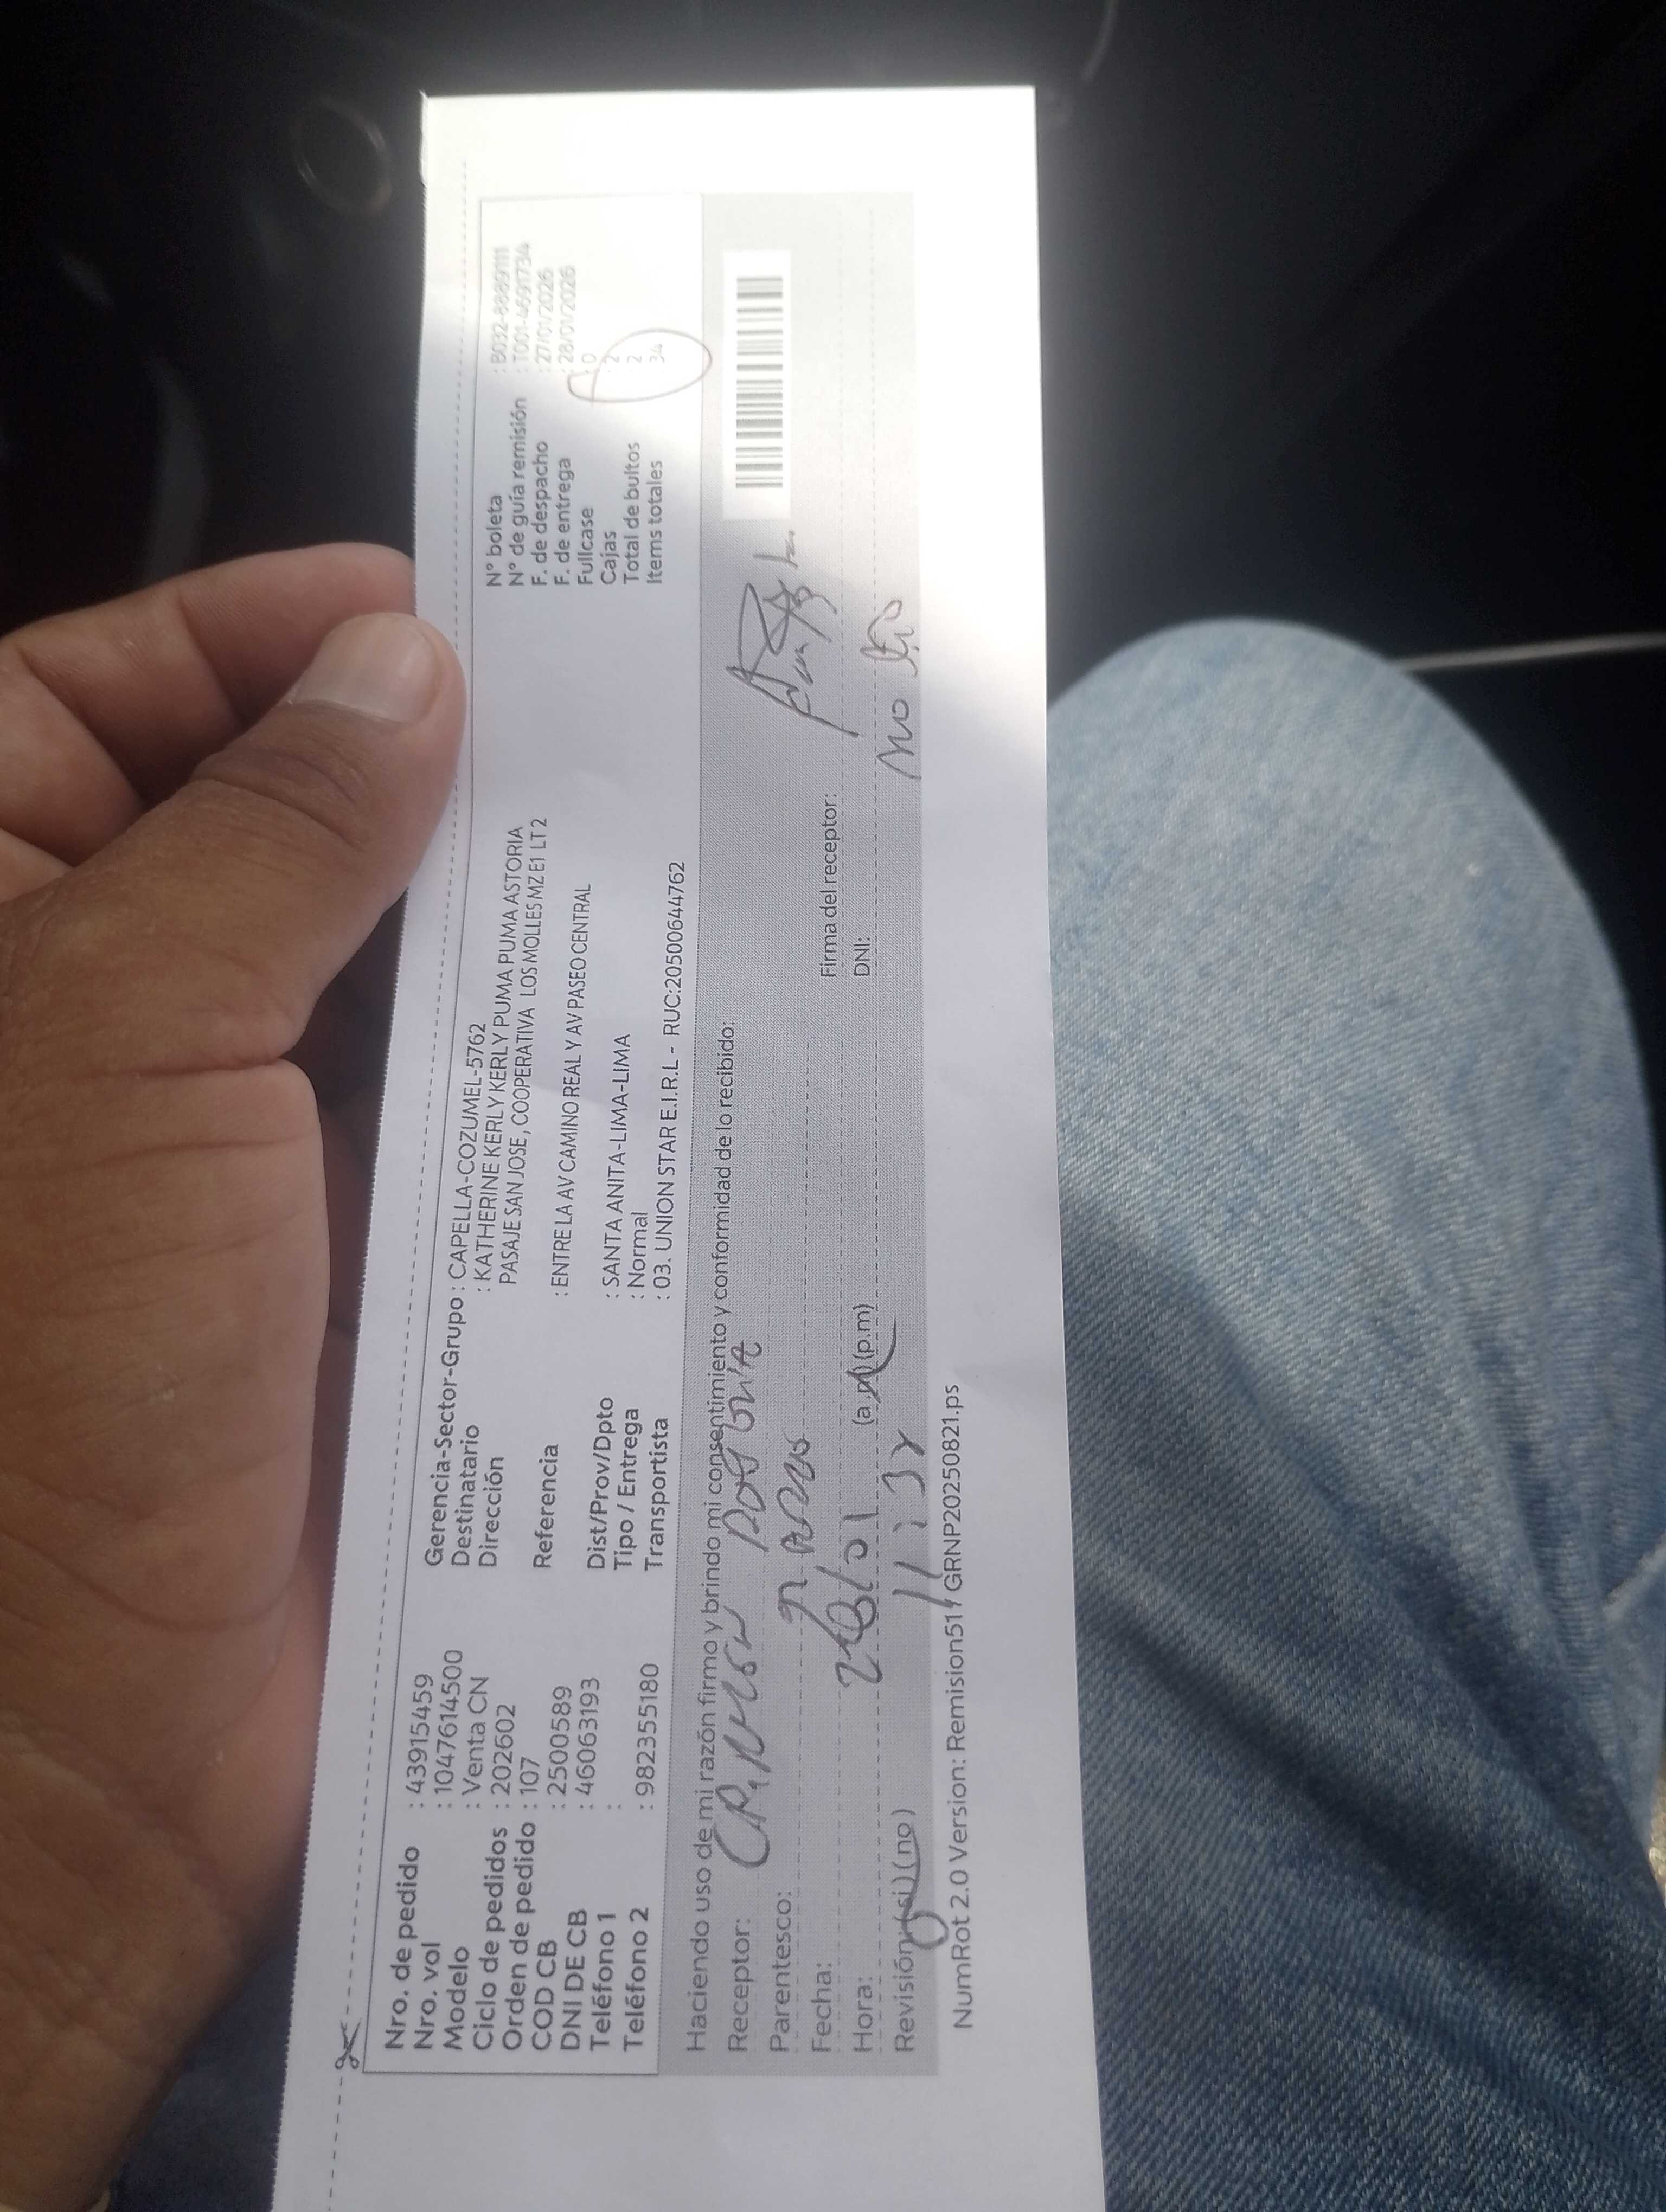 Nro. de pedido : 43915459
Nro. vol : 1047614500
Modelo : Venta CN
Ciclo de pedidos : 202602
Orden de pedido : 107
COD CB : 2500589
DNI DE CB : 46063193
Teléfono 1 :
Teléfono 2 : 982355180
Gerencia-Sector-Grupo : CAPELLA-COZUMEL-5762
Destinatario : KATHERINE KERLY KERLY PUMA PUMA ASTORIA
Dirección PASAJE SAN JOSE, COOPERATIVA LOS MOLLES MZ E1 LT 2
Referencia : ENTRE LA AV CAMINO REAL Y AV PASEO CENTRAL
Dist/Prov/Dpto : SANTA ANITA-LIMA-LIMA
Tipo / Entrega : Normal
Transportista : 03. UNION STAR E.I.R.L - RUC:20500644762
N° boleta : B032-88891111
N° de guía remisión : T001-46917734
F. de despacho : 27/01/2026
F. de entrega : 28/01/2026
Fullcase : 0
Cajas : 2
Total de bultos 2
Items totales 34
Haciendo uso de mi razón firmo y brindo mi consentimiento y conformidad de lo recibido:
Receptor:
Parentesco:
Fecha: 28/01
Hora: (a.m) (p.m)
Revisión: (si) (no) 11:32
Firma del receptor:
DNI: no
NumRot 2.0 Version: Remision511 GRNP20250821.ps